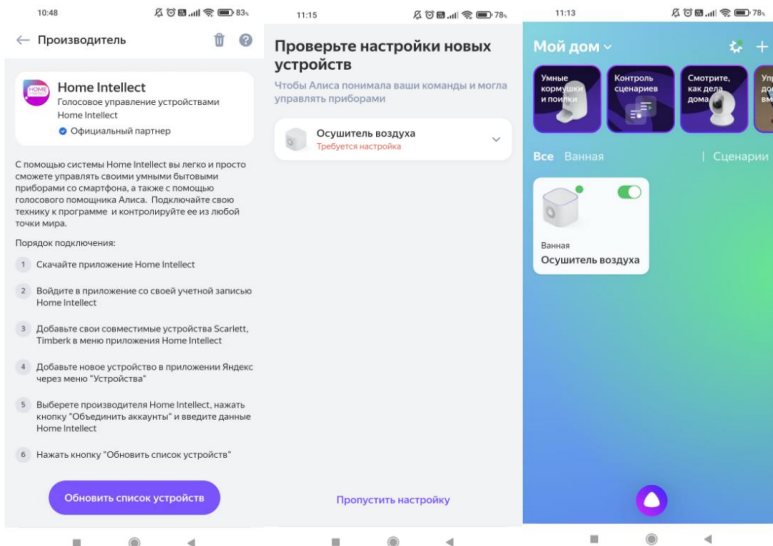 10:48
83%
Производитель
Home Intellect
Голосовое управление устройствами
Home Intellect
Официальный партнер
С помощью системы Home Intellect вы легко и просто
сможете управлять своими умными бытовыми
приборами со смартфона, а также с помощью
голосового помощника Алиса. Подключайте свою
технику к программе и контролируйте ее из любой
точки мира.
Порядок подключения:
1 Скачайте приложение Home Intellect
2 Войдите в приложение со своей учетной записью
Home Intellect
3 Добавьте свои совместимые устройства Scarlett,
Timberk в меню приложения Home Intellect
4 Добавьте новое устройство в приложении Яндекс
через меню "Устройства"
5 Выберете производителя Home Intellect, нажать
кнопку "Объединить аккаунты" и введите данные
Home Intellect
6 Нажать кнопку "Обновить список устройств"
Обновить список устройств
11:15
78%
Проверьте настройки новых
устройств
Чтобы Алиса понимала ваши команды и могла
управлять приборами
Осушитель воздуха
Требуется настройка
Пропустить настройку
11:13
78%
Мой дом
Умные
кормушки
и поилки
Контроль
сценариев
Смотрите,
как дела
дома
Упр
до
вм
Все Ванная | Сценарии
Ванная
Осушитель воздуха